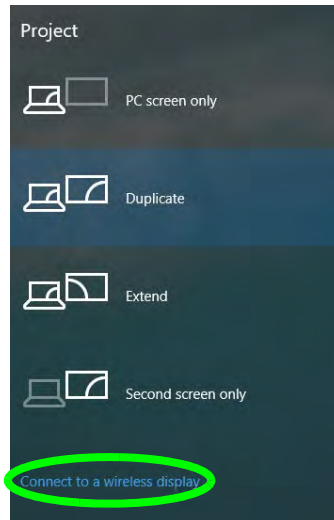 Project
PC screen only
Duplicate
Extend
Second screen only
Connect to a wireless display